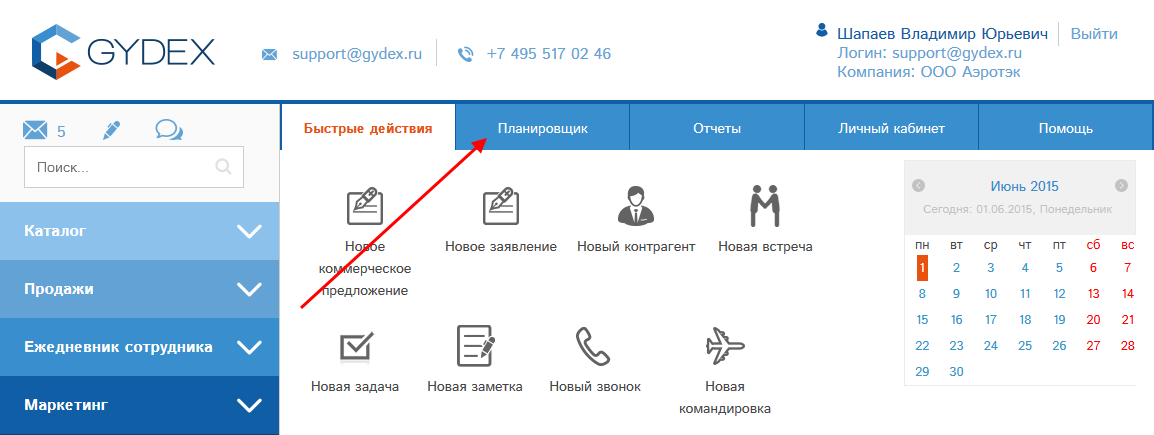 GYDEX
support@gydex.ru
+7 495 517 02 46
Шапаев Владимир Юрьевич
Выйти
Логин: support@gydex.ru
Компания: ООО Аэротэк
5
Поиск...
Каталог
Продажи
Ежедневник сотрудника
Маркетинг
Быстрые действия
Планировщик
Отчеты
Личный кабинет
Помощь
Новое
коммерческое
предложение
Новое заявление
Новый контрагент
Новая встреча
Новая задача
Новая заметка
Новый звонок
Новая
командировка
Июнь 2015
Сегодня: 01.06.2015, Понедельник
пн вт ср чт пт сб вс
1 2 3 4 5 6 7
8 9 10 11 12 13 14
15 16 17 18 19 20 21
22 23 24 25 26 27 28
29 30